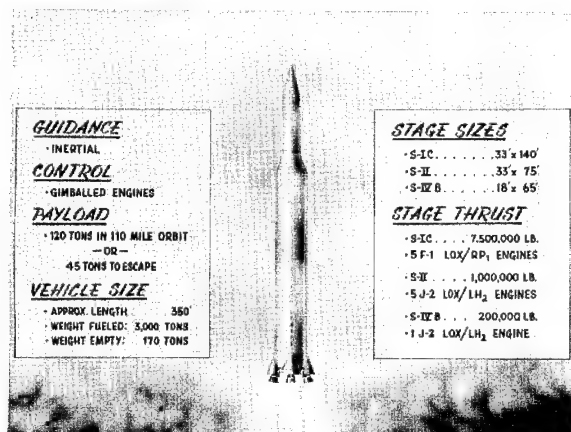 GUIDANCE
• INERTIAL
CONTROL
• GIMBALLED ENGINES
PAYLOAD
• 120 TONS IN 110 MILE ORBIT
— OR —
45 TONS TO ESCAPE
VEHICLE SIZE
• APPROX. LENGTH 350'
• WEIGHT FUELED: 3,000 TONS
• WEIGHT EMPTY: 170 TONS
STAGE SIZES
• S-IC . . . . . . . 33' x 140'
• S-II . . . . . . . 33' x 75'
• S-IV B . . . . . . 18' x 65'
STAGE THRUST
• S-IC . . . . 7,500,000 LB.
• 5 F-1 LOX/RP₁ ENGINES
• S-II . . . . 1,000,000 LB.
• 5 J-2 LOX/LH₂ ENGINES
• S-IV B . . . 200,000 LB.
• 1 J-2 LOX/LH₂ ENGINE